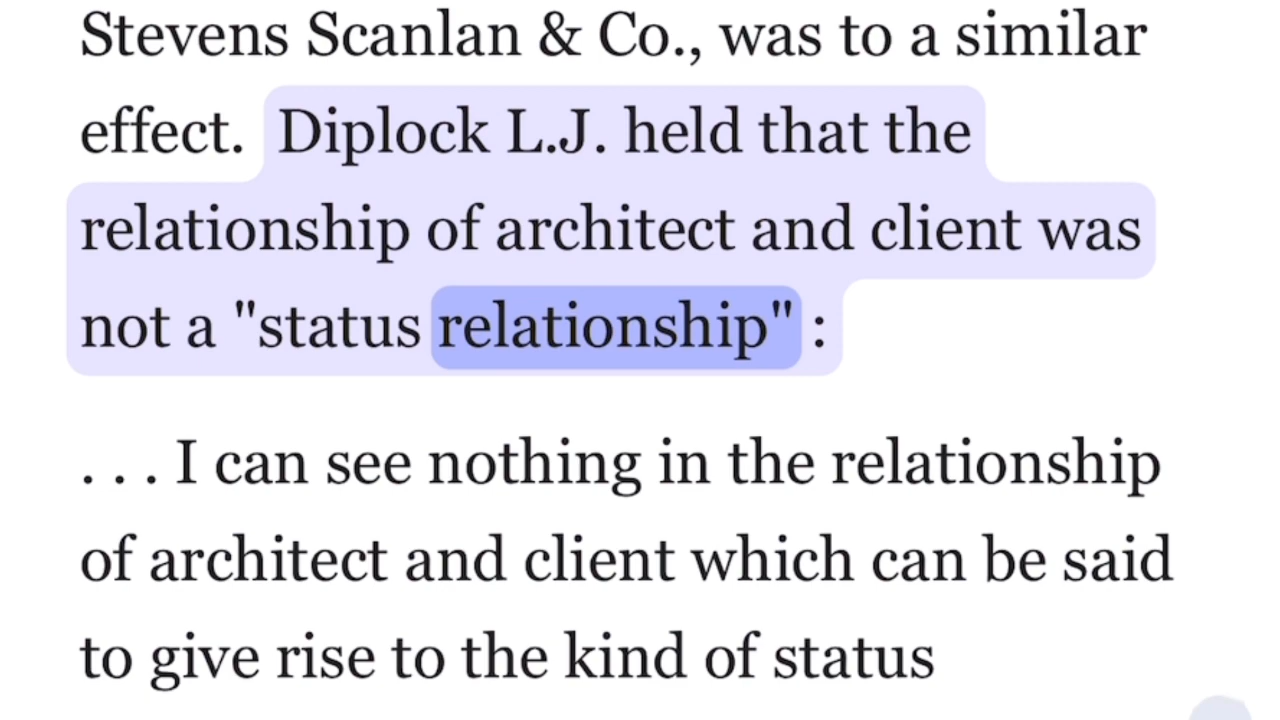 Stevens Scanlan & Co., was to a similar
effect. Diplock L.J. held that the
relationship of architect and client was
not a "status relationship" :
. . . I can see nothing in the relationship
of architect and client which can be said
to give rise to the kind of status